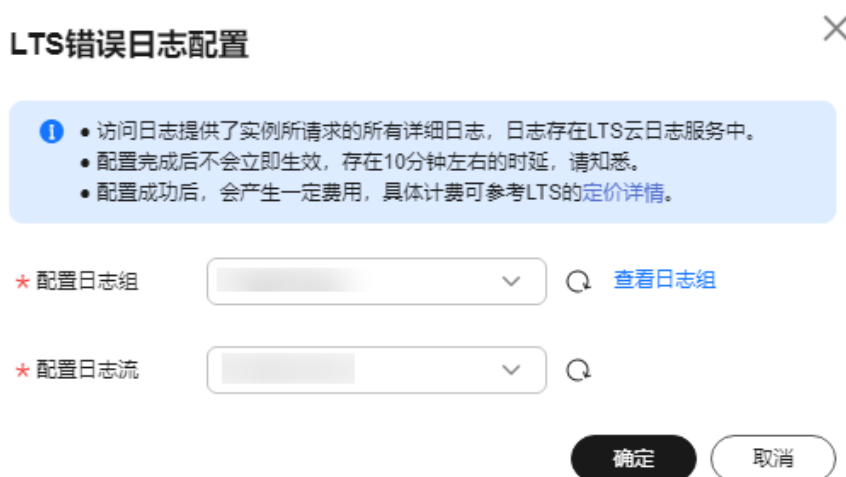 LTS错误日志配置
● 访问日志提供了实例所请求的所有详细日志，日志存在LTS云日志服务中。
● 配置完成后不会立即生效，存在10分钟左右的时延，请知悉。
● 配置成功后，会产生一定费用，具体计费可参考LTS的定价详情。
* 配置日志组 查看日志组
* 配置日志流
确定 取消